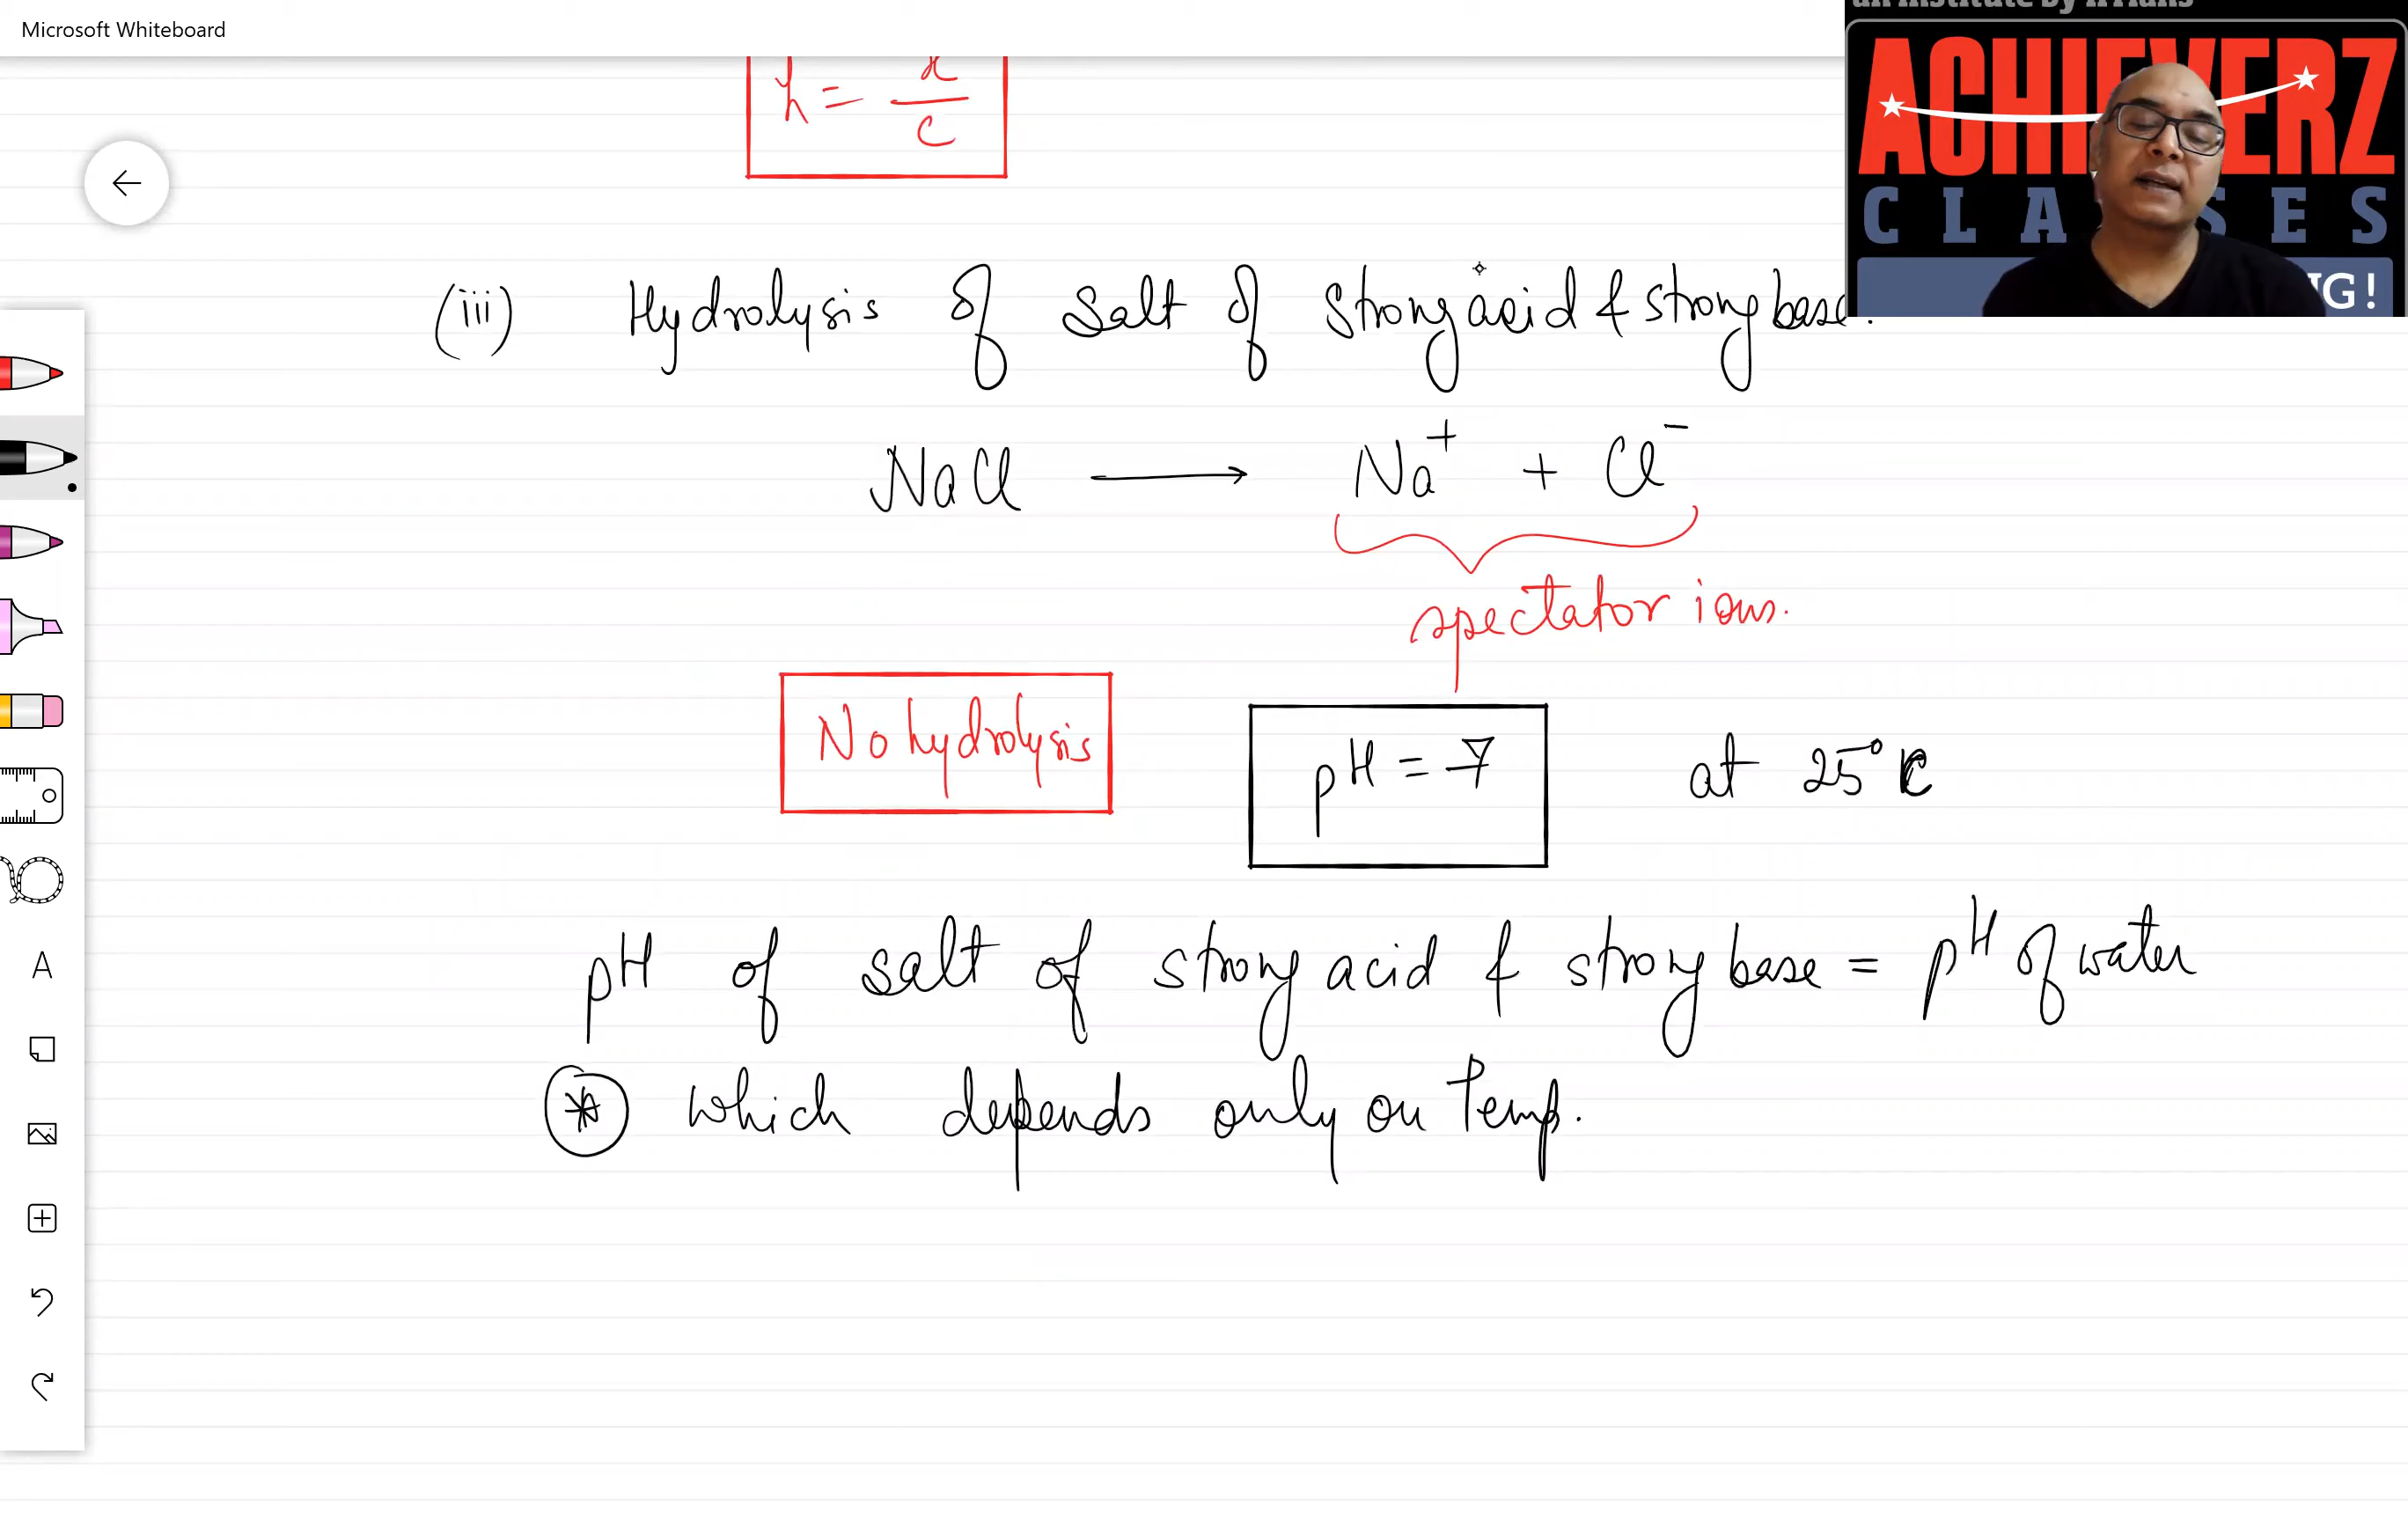 Microsoft Whiteboard
ACHIEVERZ
CLASSES
G!
h = x/c
(iii) Hydrolysis of Salt of Strong acid & strong base.
NaCl ⟶ Na⁺ + Cl⁻
spectator ions.
No hydrolysis
pH = 7 at 25°C
pH of salt of strong acid & strong base = pH of water
* which depends only on Temp.
A